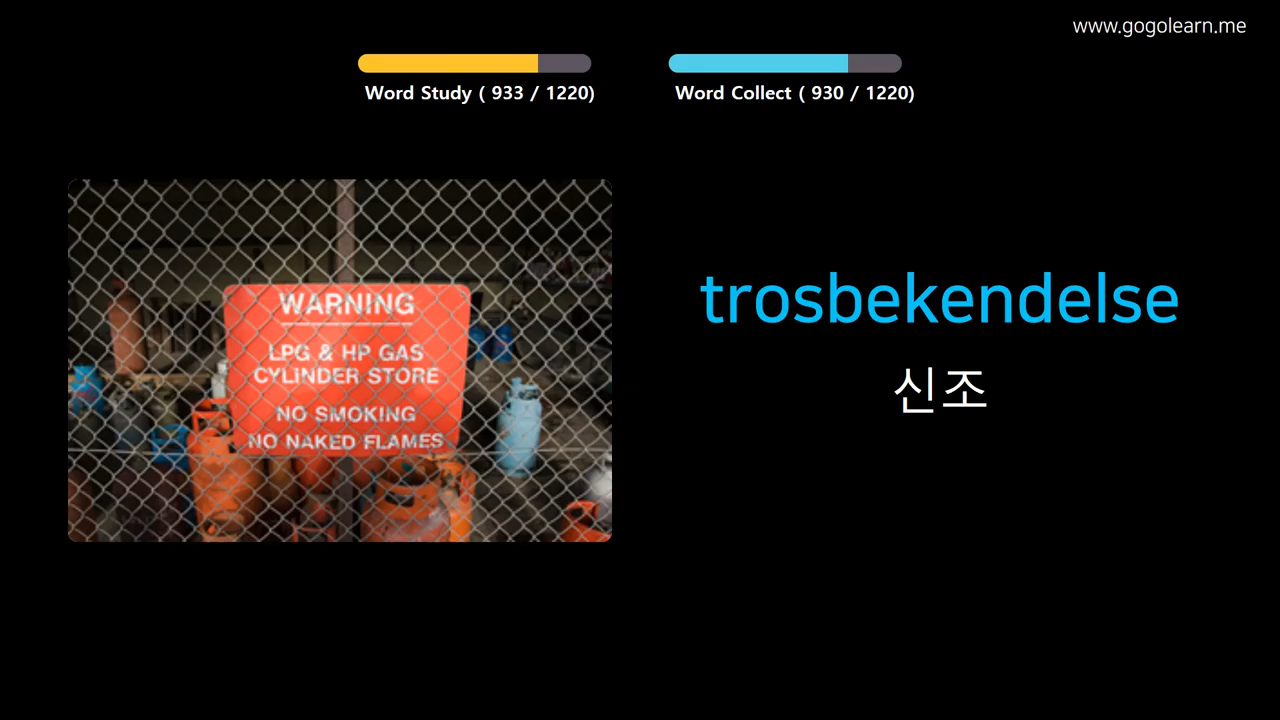 www.gogolearn.me
Word Study ( 933 / 1220)
Word Collect ( 930 / 1220)
WARNING
LPG & HP GAS
CYLINDER STORE
NO SMOKING
NO NAKED FLAMES
trosbekendelse
신조